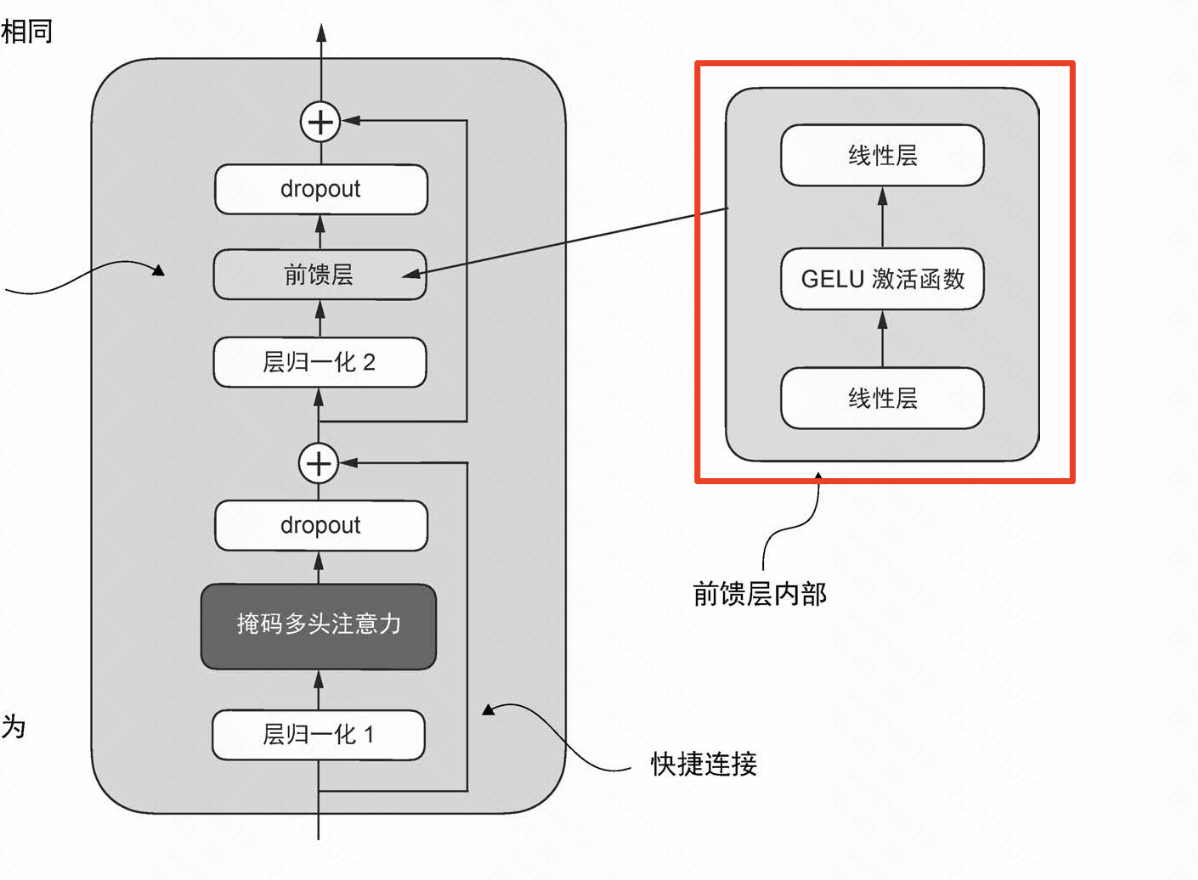 相同
dropout
前馈层
层归一化 2
dropout
掩码多头注意力
层归一化 1
为
快捷连接
线性层
GELU 激活函数
线性层
前馈层内部